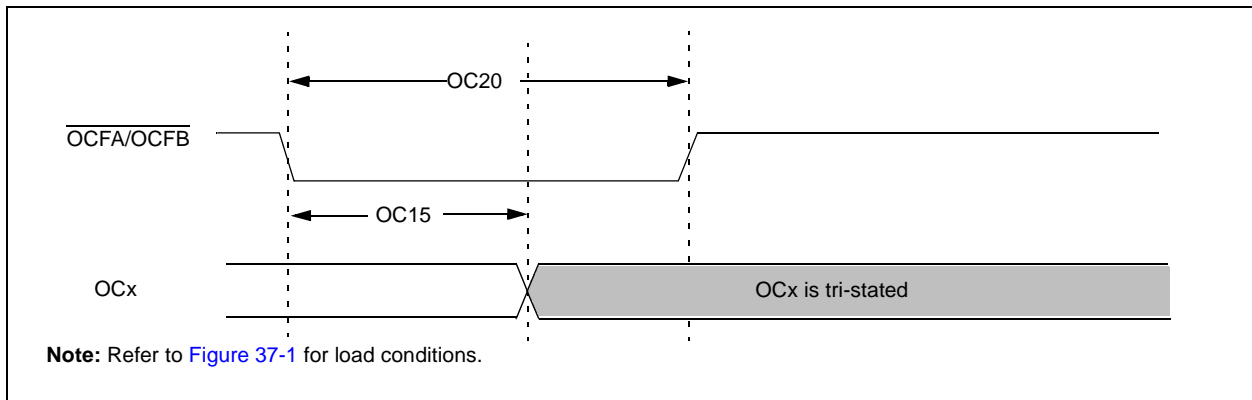 OC20
OCFA/OCFB
OC15
OCx
OCx is tri-stated
Note: Refer to Figure 37-1 for load conditions.